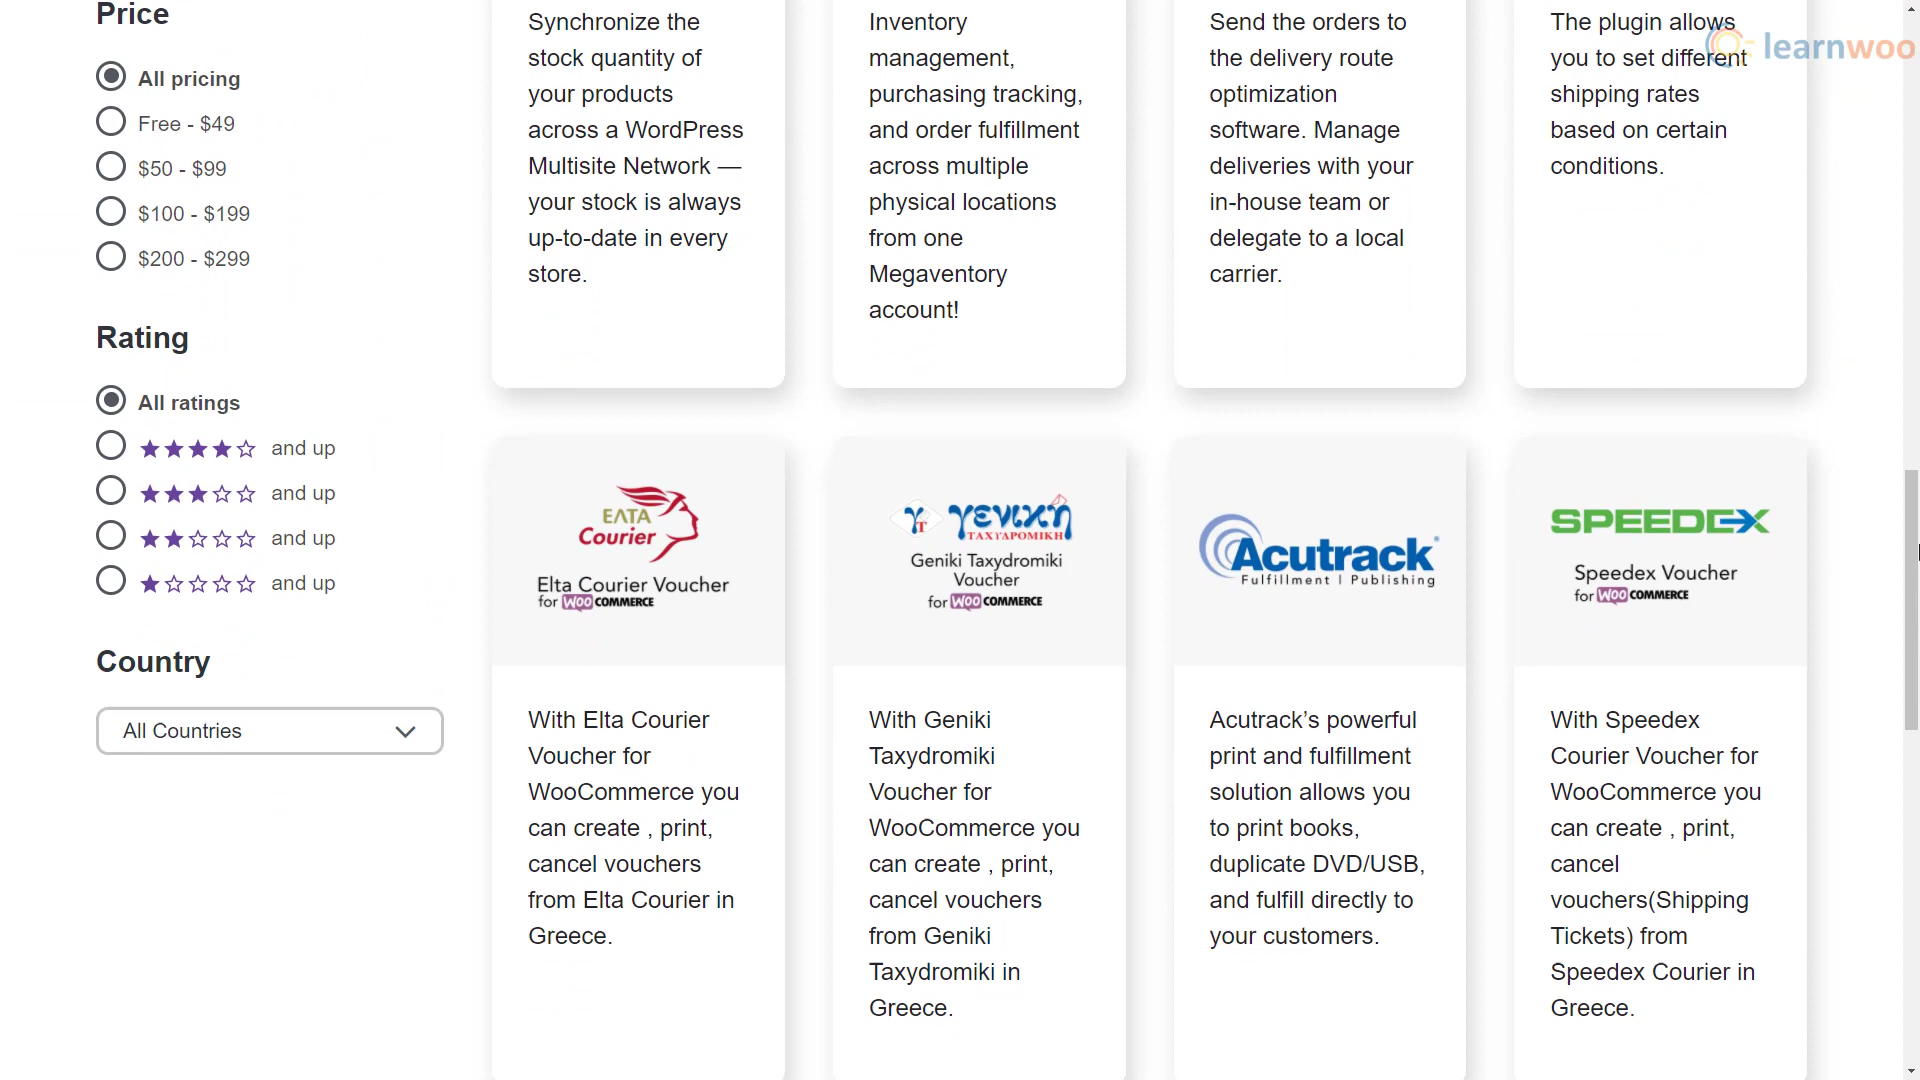 Price
All pricing
Free - $49
$50 - $99
$100 - $199
$200 - $299
Rating
All ratings
and up
and up
and up
and up
Country
All Countries
Synchronize the
stock quantity of
your products
across a WordPress
Multisite Network —
your stock is always
up-to-date in every
store.
Inventory
management,
purchasing tracking,
and order fulfillment
across multiple
physical locations
from one
Megaventory
account!
Send the orders to
the delivery route
optimization
software. Manage
deliveries with your
in-house team or
delegate to a local
carrier.
The plugin allows
you to set different
shipping rates
based on certain
conditions.
learnwoo
ΕΛΤΑ
Courier
Elta Courier Voucher
for WOO COMMERCE
With Elta Courier
Voucher for
WooCommerce you
can create , print,
cancel vouchers
from Elta Courier in
Greece.
γT γενική
ΤΑΧΥΔΡΟΜΙΚΗ
Geniki Taxydromiki
Voucher
for WOO COMMERCE
With Geniki
Taxydromiki
Voucher for
WooCommerce you
can create , print,
cancel vouchers
from Geniki
Taxydromiki in
Greece.
Acutrack
Fulfillment | Publishing
Acutrack’s powerful
print and fulfillment
solution allows you
to print books,
duplicate DVD/USB,
and fulfill directly to
your customers.
SPEEDEX
Speedex Voucher
for WOO COMMERCE
With Speedex
Courier Voucher for
WooCommerce you
can create , print,
cancel
vouchers(Shipping
Tickets) from
Speedex Courier in
Greece.